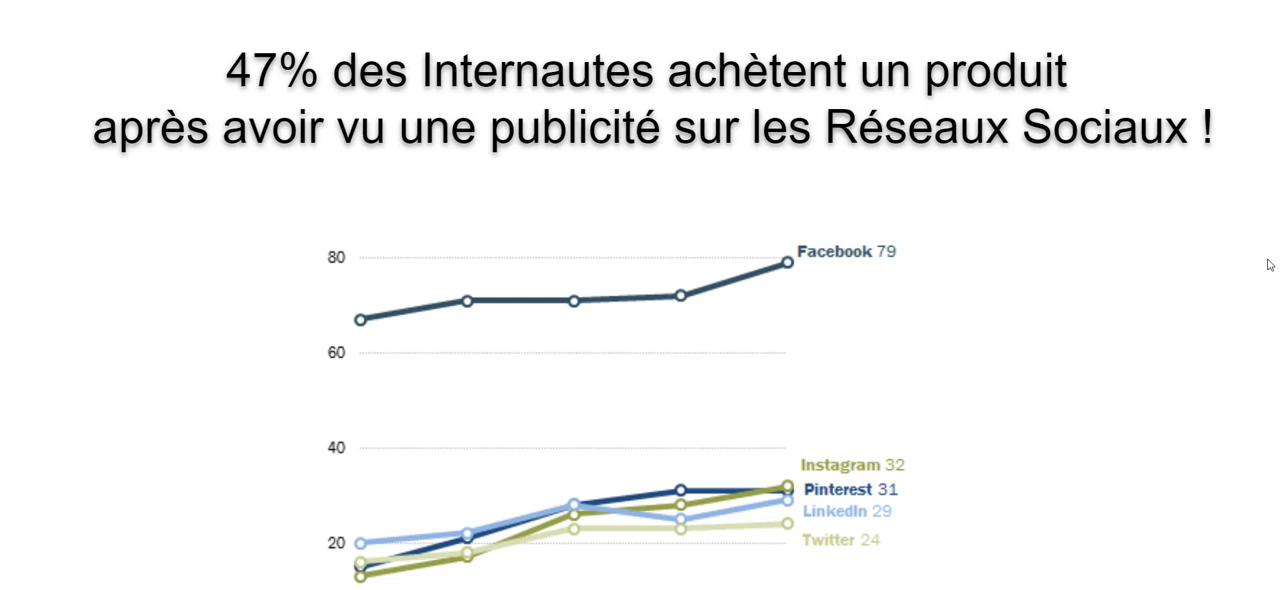 47% des Internautes achètent un produit
après avoir vu une publicité sur les Réseaux Sociaux !
80
Facebook 79
60
40
Instagram 32
Pinterest 31
LinkedIn 29
Twitter 24
20